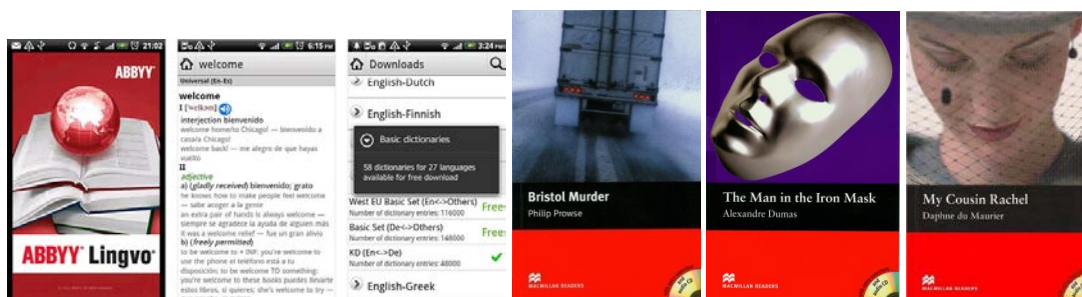 21:02
ABBYY
ABBYY Lingvo
6:15 PM
welcome
Universal (En-Es)
welcome
I ['welkəm]
interjection bienvenido
welcome home/to Chicago! — bienvenido a
casa/a Chicago!
welcome back! — me alegro de que hayas
vuelto
II
adjective
a) (gladly received) bienvenido; grato
he knows how to make people feel welcome
— sabe acoger a la gente
an extra pair of hands is always welcome —
siempre se agradece la ayuda de alguien más
it was a welcome relief — fue un gran alivio
b) (freely permitted)
to be welcome to + INF: you're welcome to
use the phone el teléfono está a tu
disposición; to be welcome TO something:
you're welcome to these books puedes llevarte
estos libros, si quieres; she's welcome to try —
3:24 PM
Downloads
English-Dutch
English-Finnish
Basic dictionaries
58 dictionaries for 27 languages
available for free download
West EU Basic Set (En<->Others)
Number of dictionary entries: 116000
Free
Basic Set (De<->Others)
Number of dictionary entries: 148000
Free
KD (En<->De)
Number of dictionary entries: 48000
English-Greek
Bristol Murder
Philip Prowse
MACMILLAN READERS
The Man in the Iron Mask
Alexandre Dumas
MACMILLAN READERS
My Cousin Rachel
Daphne du Maurier
MACMILLAN READERS